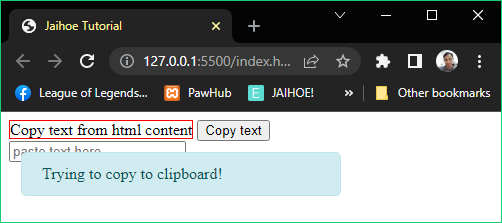 Jaihoe Tutorial
127.0.0.1:5500/index.h...
League of Legends...
PawHub
JAIHOE!
»
Other bookmarks
Copy text from html content
Copy text
paste text here
Trying to copy to clipboard!